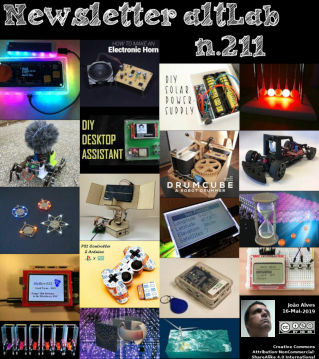 Newsletter altLab
n.211
HOW TO MAKE AN
Electronic Horn
DIY
SOLAR
POWER-
SUPPLY
DIY
DESKTOP
ASSISTANT
DRUMCUBE
A ROBOT DRUMMER
PS2 Controller
& Arduino
João Alves
16-Mai-2019
Creative Commons
Attribution-NonCommercial-
ShareAlike 4.0 International